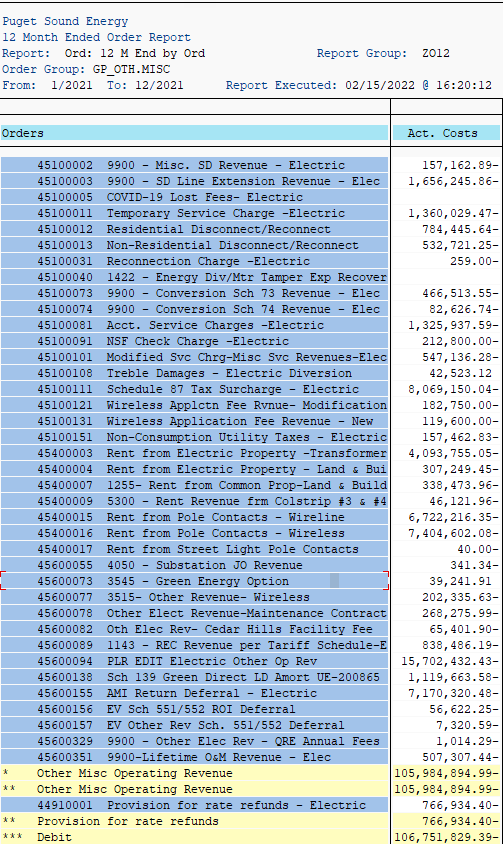 Puget Sound Energy
12 Month Ended Order Report
Report: Ord: 12 M End by Ord Report Group: ZO12
Order Group: GP_OTH.MISC
From: 1/2021 To: 12/2021 Report Executed: 02/15/2022 @ 16:20:12
Orders Act. Costs
45100002 9900 - Misc. SD Revenue - Electric 157,162.89-
45100003 9900 - SD Line Extension Revenue - Elec 1,656,245.86-
45100005 COVID-19 Lost Fees- Electric
45100011 Temporary Service Charge -Electric 1,360,029.47-
45100012 Residential Disconnect/Reconnect 784,445.64-
45100013 Non-Residential Disconnect/Reconnect 532,721.25-
45100031 Reconnection Charge -Electric 259.00-
45100040 1422 - Energy Div/Mtr Tamper Exp Recover
45100073 9900 - Conversion Sch 73 Revenue - Elec 466,513.55-
45100074 9900 - Conversion Sch 74 Revenue - Elec 82,626.74-
45100081 Acct. Service Charges -Electric 1,325,937.59-
45100091 NSF Check Charge -Electric 212,800.00-
45100101 Modified Svc Chrg-Misc Svc Revenues-Elec 547,136.28-
45100108 Treble Damages - Electric Diversion 42,523.12
45100111 Schedule 87 Tax Surcharge - Electric 8,069,150.04-
45100121 Wireless Applctn Fee Rvnue- Modification 182,750.00-
45100131 Wireless Application Fee Revenue - New 119,600.00-
45100151 Non-Consumption Utility Taxes - Electric 157,462.83-
45400003 Rent from Electric Property -Transformer 4,093,755.05-
45400004 Rent from Electric Property - Land & Bui 307,249.45-
45400007 1255- Rent from Common Prop-Land & Build 338,473.96-
45400009 5300 - Rent Revenue frm Colstrip #3 & #4 46,121.96-
45400015 Rent from Pole Contacts - Wireline 6,722,216.35-
45400016 Rent from Pole Contacts - Wireless 7,404,602.08-
45400017 Rent from Street Light Pole Contacts 40.00-
45600055 4050 - Substation JO Revenue 341.34-
45600073 3545 - Green Energy Option 39,241.91
45600077 3515- Other Revenue- Wireless 202,335.63-
45600078 Other Elect Revenue-Maintenance Contract 268,275.99-
45600082 Oth Elec Rev- Cedar Hills Facility Fee 65,401.90-
45600089 1143 - REC Revenue per Tariff Schedule-E 838,486.19-
45600094 PLR EDIT Electric Other Op Rev 15,702,432.43-
45600138 Sch 139 Green Direct LD Amort UE-200865 1,119,663.58-
45600155 AMI Return Deferral - Electric 7,170,320.48-
45600156 EV Sch 551/552 ROI Deferral 56,622.25-
45600157 EV Other Rev Sch. 551/552 Deferral 7,320.59-
45600329 9900 - Other Elec Rev - QRE Annual Fees 1,014.29-
45600351 9900-Lifetime O&M Revenue - Elec 507,307.44-
* Other Misc Operating Revenue 105,984,894.99-
** Other Misc Operating Revenue 105,984,894.99-
44910001 Provision for rate refunds - Electric 766,934.40-
** Provision for rate refunds 766,934.40-
*** Debit 106,751,829.39-